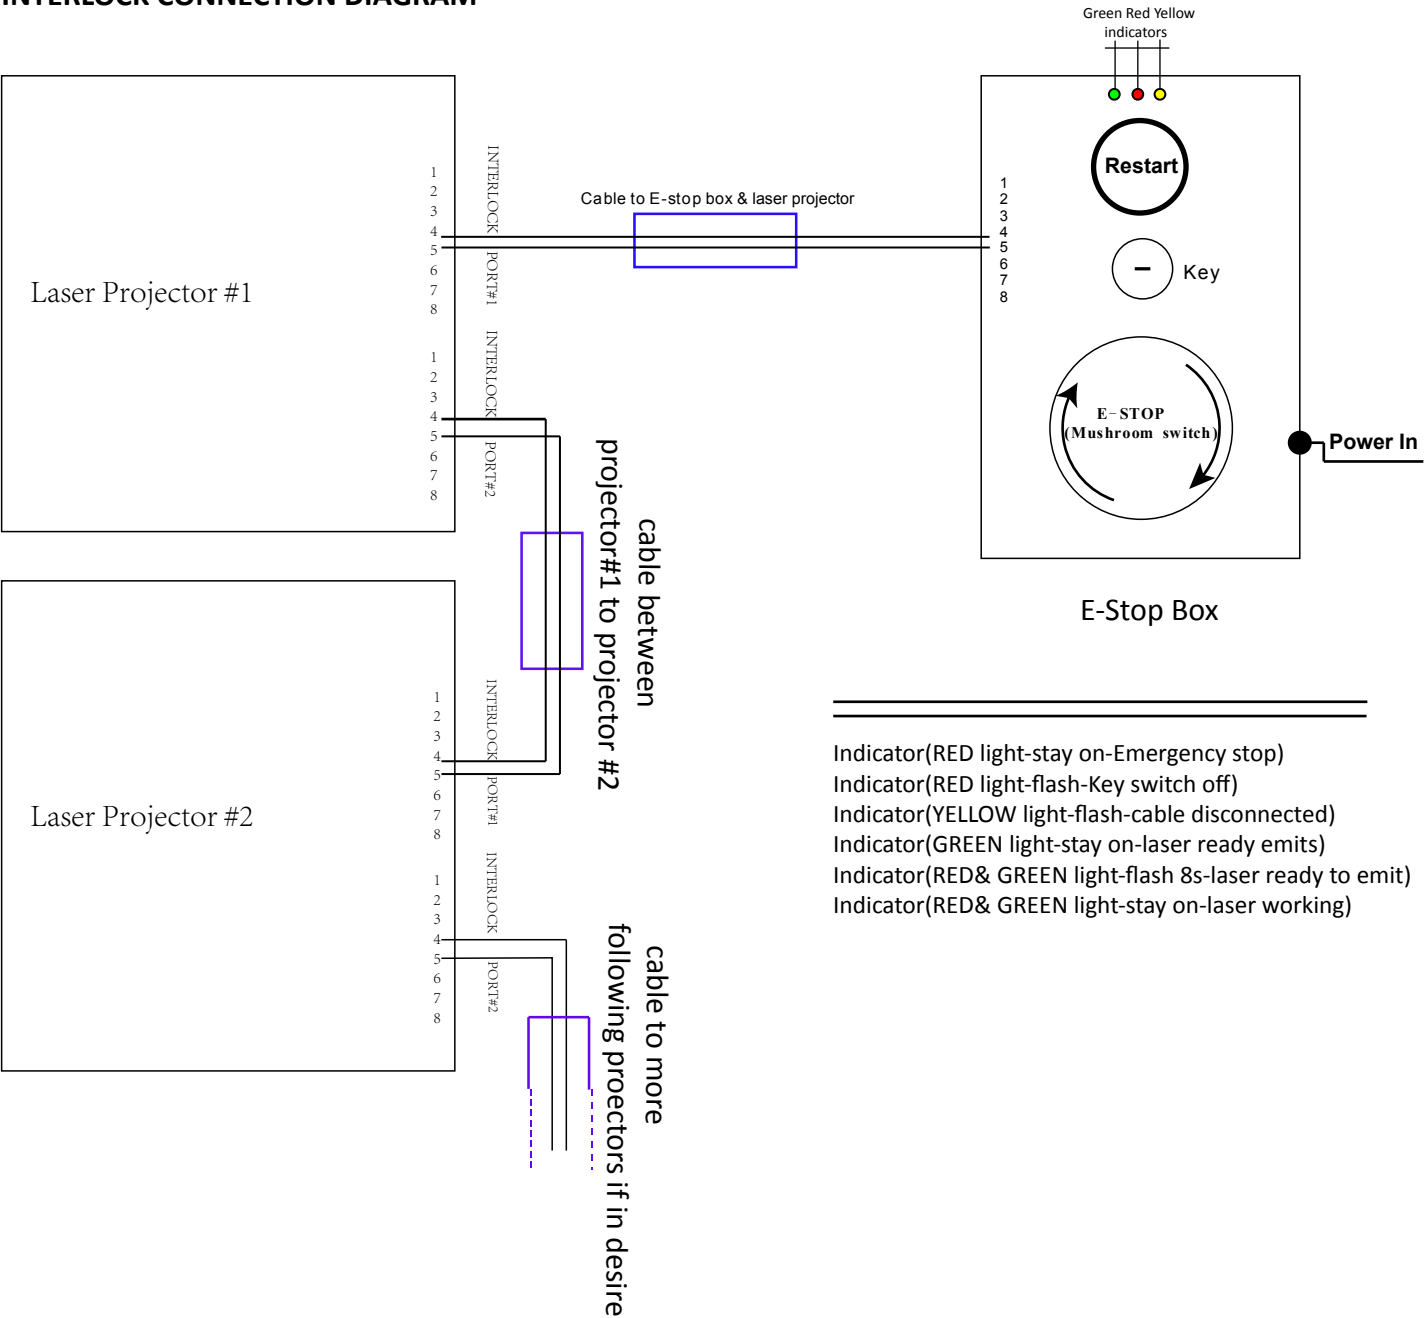 INTERLOCK CONNECTION DIAGRAM
Green Red Yellow
indicators
Restart
Key
E-STOP
(Mushroom switch)
Power In
E-Stop Box
1
2
3
4
5
6
7
8
Cable to E-stop box & laser projector
Laser Projector #1
1
2
3
4
5
6
7
8
INTERLOCK PORT#1
1
2
3
4
5
6
7
8
INTERLOCK PORT#2
cable between
projector#1 to projector #2
Laser Projector #2
1
2
3
4
5
6
7
8
INTERLOCK PORT#1
1
2
3
4
5
6
7
8
INTERLOCK PORT#2
cable to more
following proectors if in desire
Indicator(RED light-stay on-Emergency stop)
Indicator(RED light-flash-Key switch off)
Indicator(YELLOW light-flash-cable disconnected)
Indicator(GREEN light-stay on-laser ready emits)
Indicator(RED& GREEN light-flash 8s-laser ready to emit)
Indicator(RED& GREEN light-stay on-laser working)